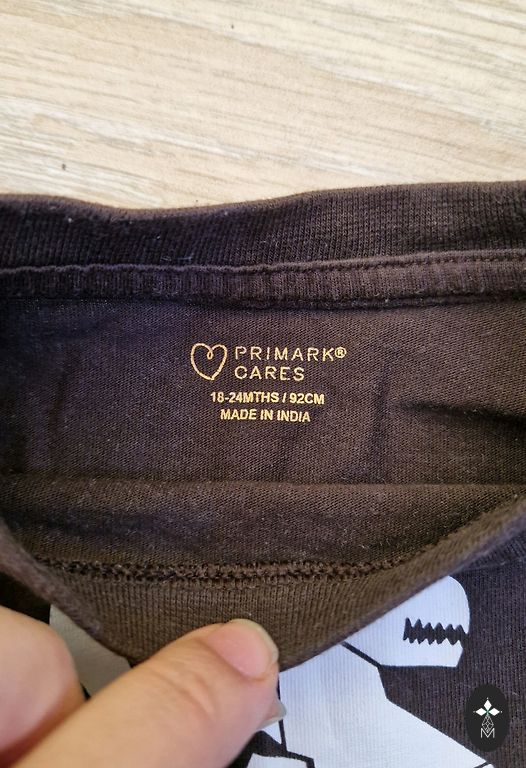 PRIMARK®
CARES
18-24MTHS / 92CM
MADE IN INDIA
M